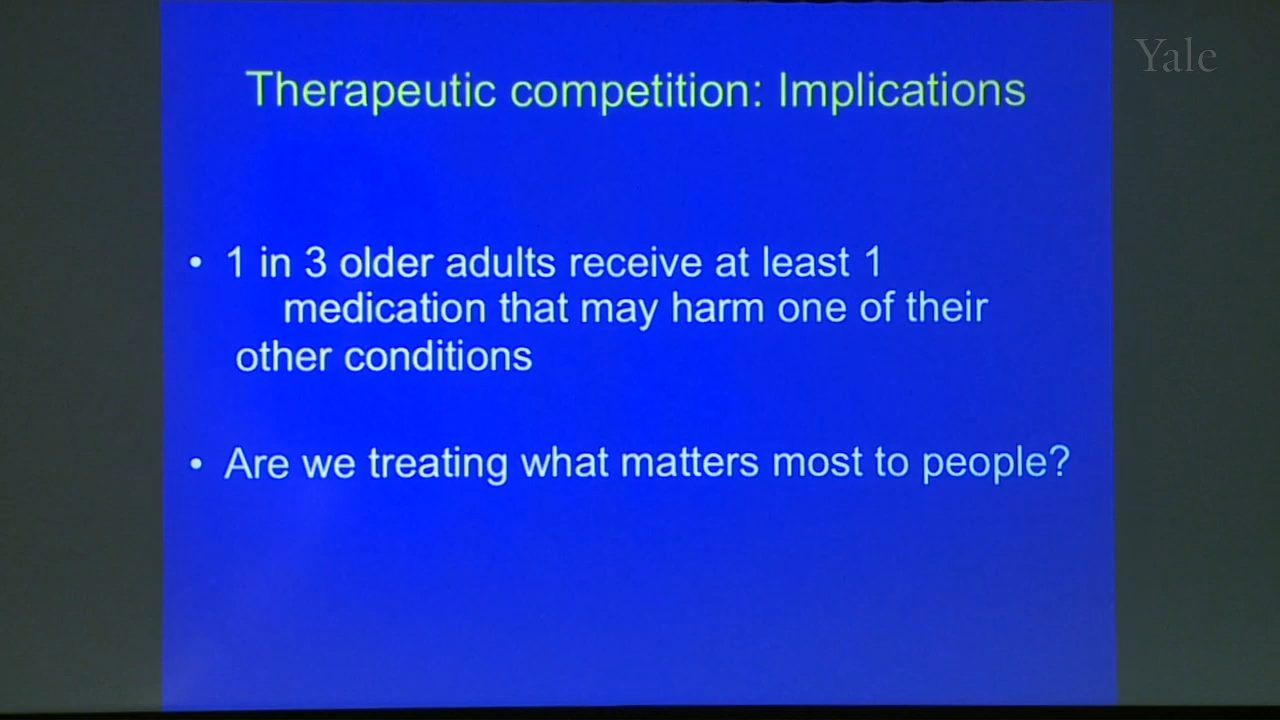 Yale
Therapeutic competition: Implications
• 1 in 3 older adults receive at least 1
medication that may harm one of their
other conditions
• Are we treating what matters most to people?